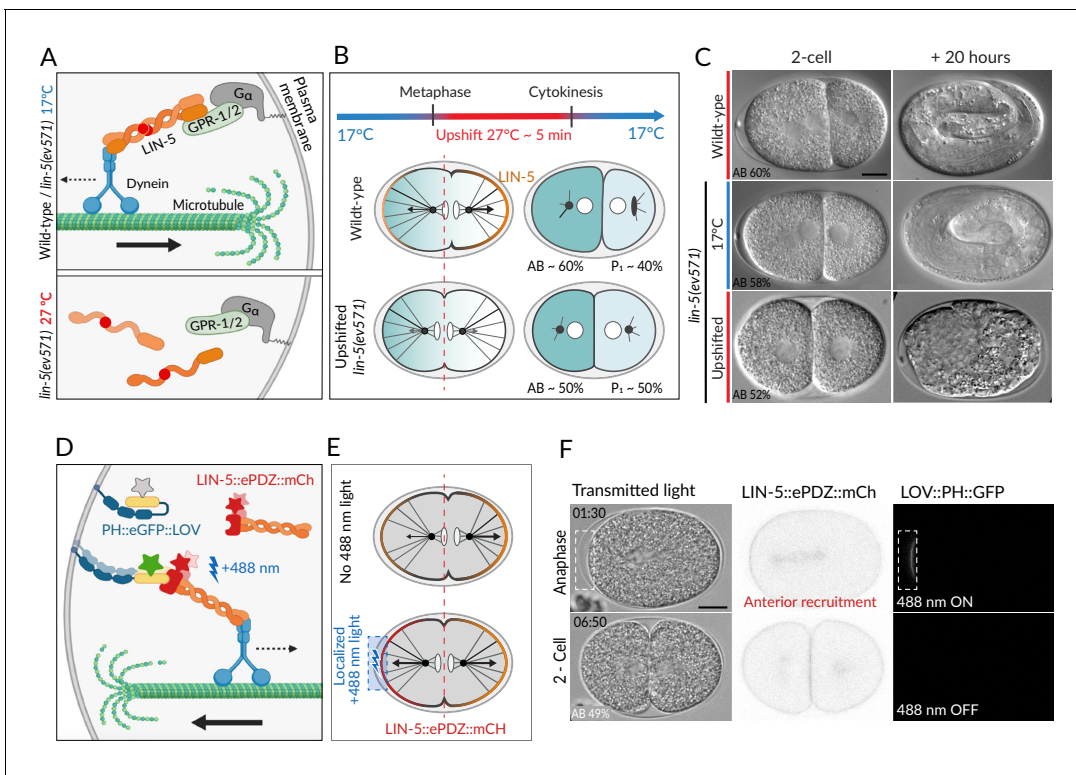 A
Wild-type / lin-5(ev571) 17°C
Gα
GPR-1/2
LIN-5
Plasma
membrane
Dynein
Microtubule
lin-5(ev571) 27 °C
Gα
GPR-1/2
B
Metaphase
Cytokinesis
17°C
Upshift 27°C ~ 5 min
17°C
Wildt-type
LIN-5
AB ~ 60%
P₁ ~ 40%
Upshifted
lin-5(ev571)
AB ~ 50%
P₁ ~ 50%
C
2-cell
+ 20 hours
Wildt-type
AB 60%
lin-5(ev571)
17°C
AB 58%
Upshifted
AB 52%
D
LIN-5::ePDZ::mCh
PH::eGFP::LOV
+488 nm
E
No 488 nm light
Localized
+488 nm light
LIN-5::ePDZ::mCH
F
Transmitted light
LIN-5::ePDZ::mCh
LOV::PH::GFP
Anaphase
01:30
Anterior recruitment
488 nm ON
2 - Cell
06:50
AB 49%
488 nm OFF